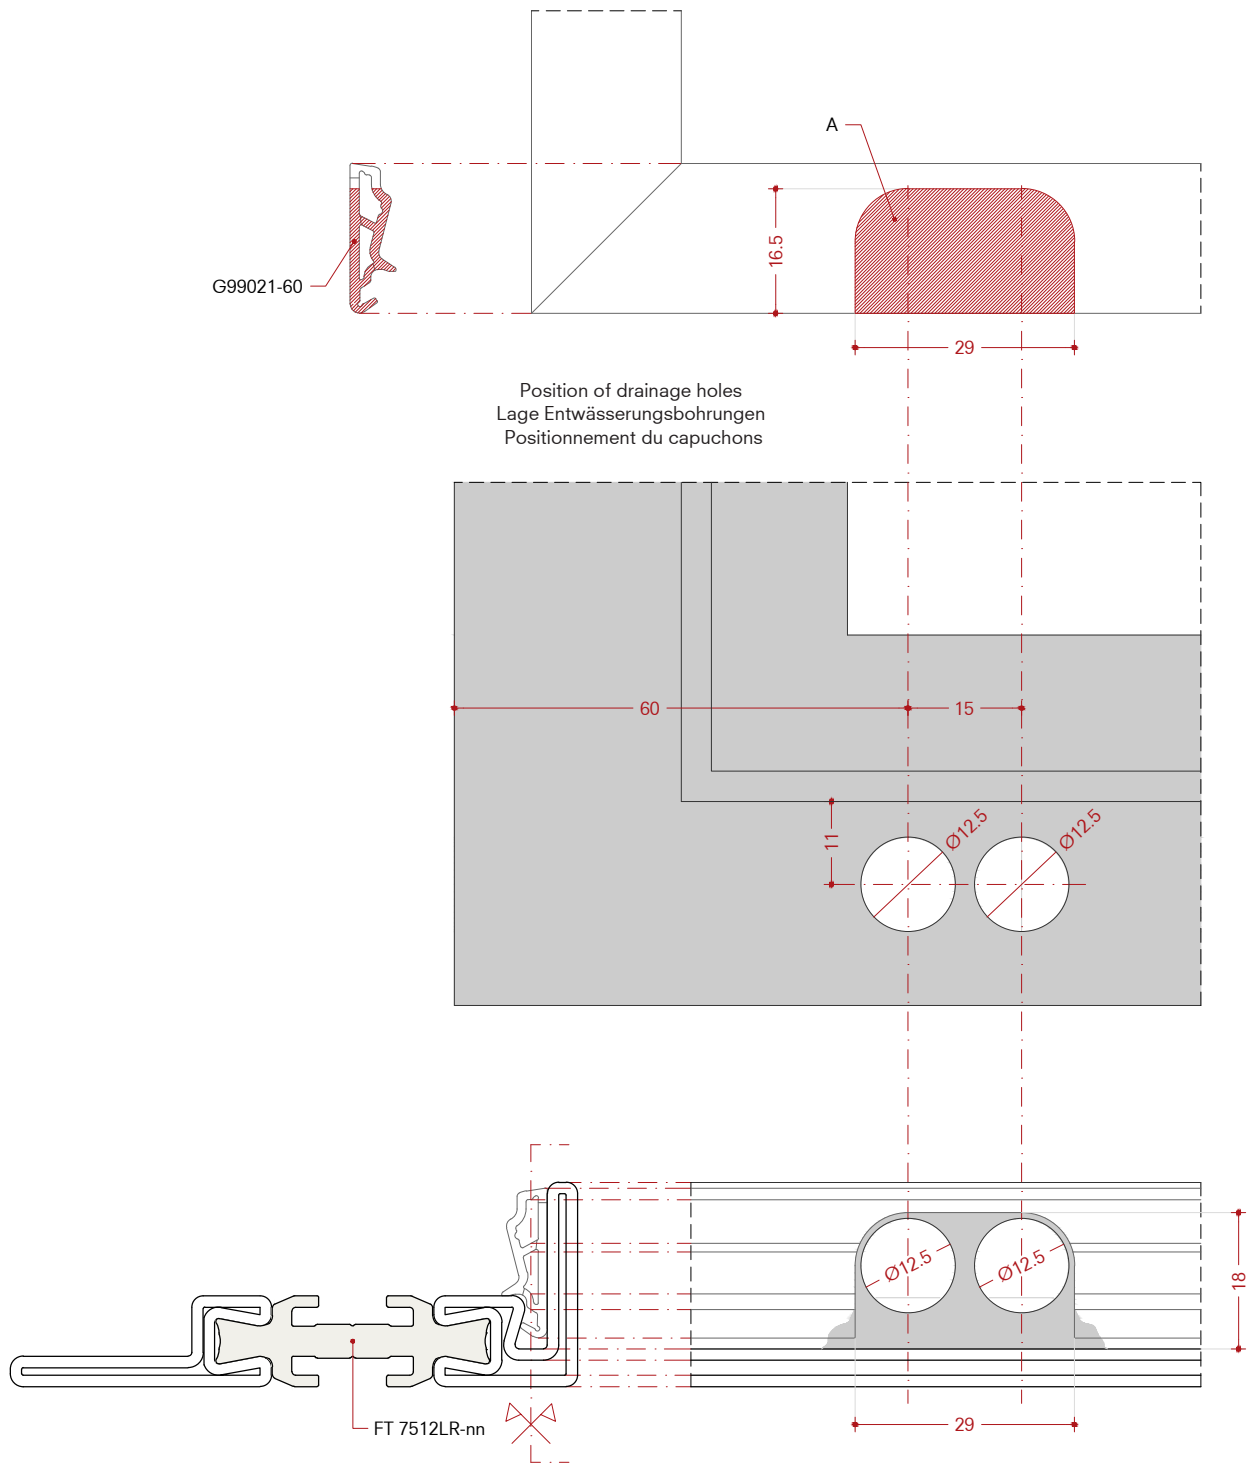 A
16.5
G99021-60
29
Position of drainage holes
Lage Entwässerungsbohrungen
Positionnement du capuchons
60
15
11
Ø12.5
Ø12.5
Ø12.5
Ø12.5
18
29
FT 7512LR-nn